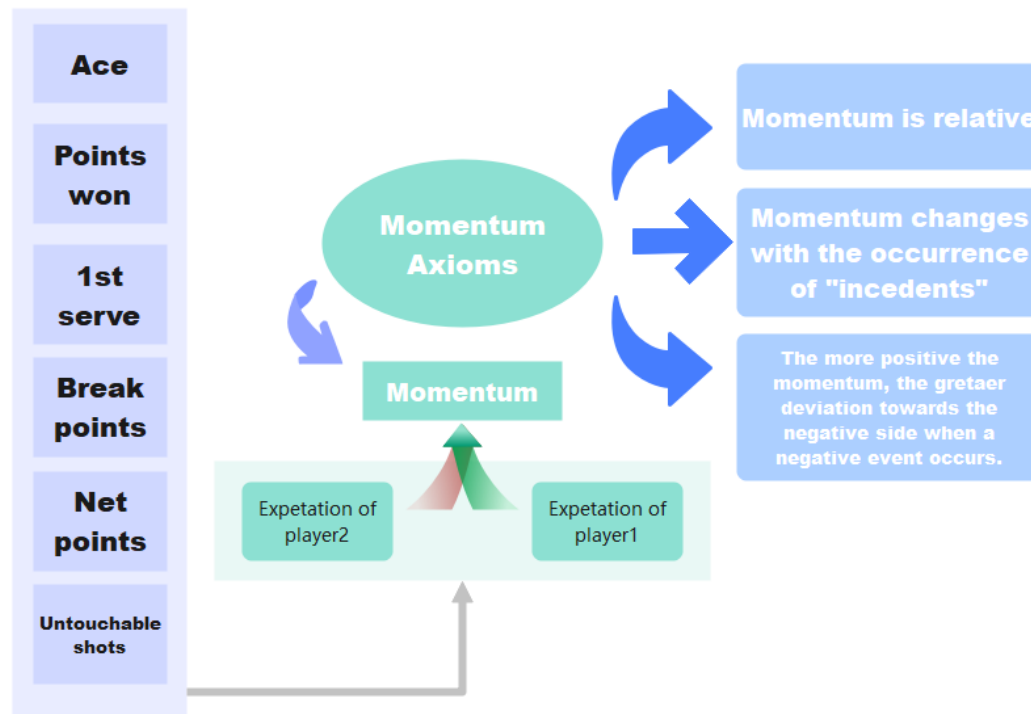 Ace
Points
won
1st
serve
Break
points
Net
points
Untouchable
shots
Momentum
Axioms
Momentum
Expetation of
player2
Expetation of
player1
Momentum is relative
Momentum changes
with the occurrence
of "incedents"
The more positive the
momentum, the gretaer
deviation towards the
negative side when a
negative event occurs.